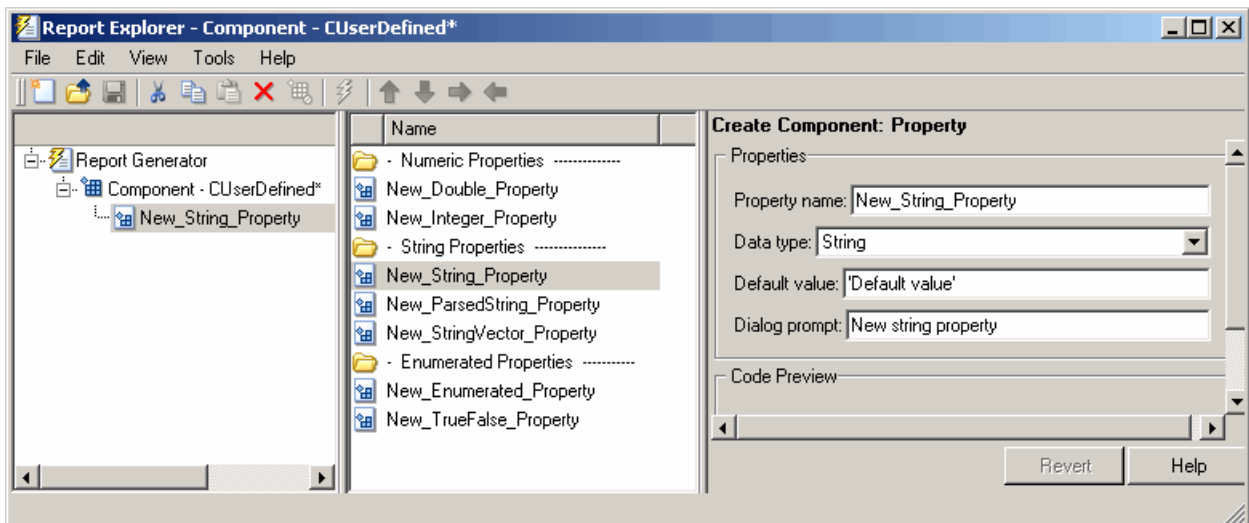 Report Explorer - Component - CUserDefined*
File Edit View Tools Help
Report Generator
Component - CUserDefined*
New_String_Property
Name
- Numeric Properties --------------
New_Double_Property
New_Integer_Property
- String Properties ---------------
New_String_Property
New_ParsedString_Property
New_StringVector_Property
- Enumerated Properties -----------
New_Enumerated_Property
New_TrueFalse_Property
Create Component: Property
Properties
Property name: New_String_Property
Data type: String
Default value: 'Default value'
Dialog prompt: New string property
Code Preview
Revert Help